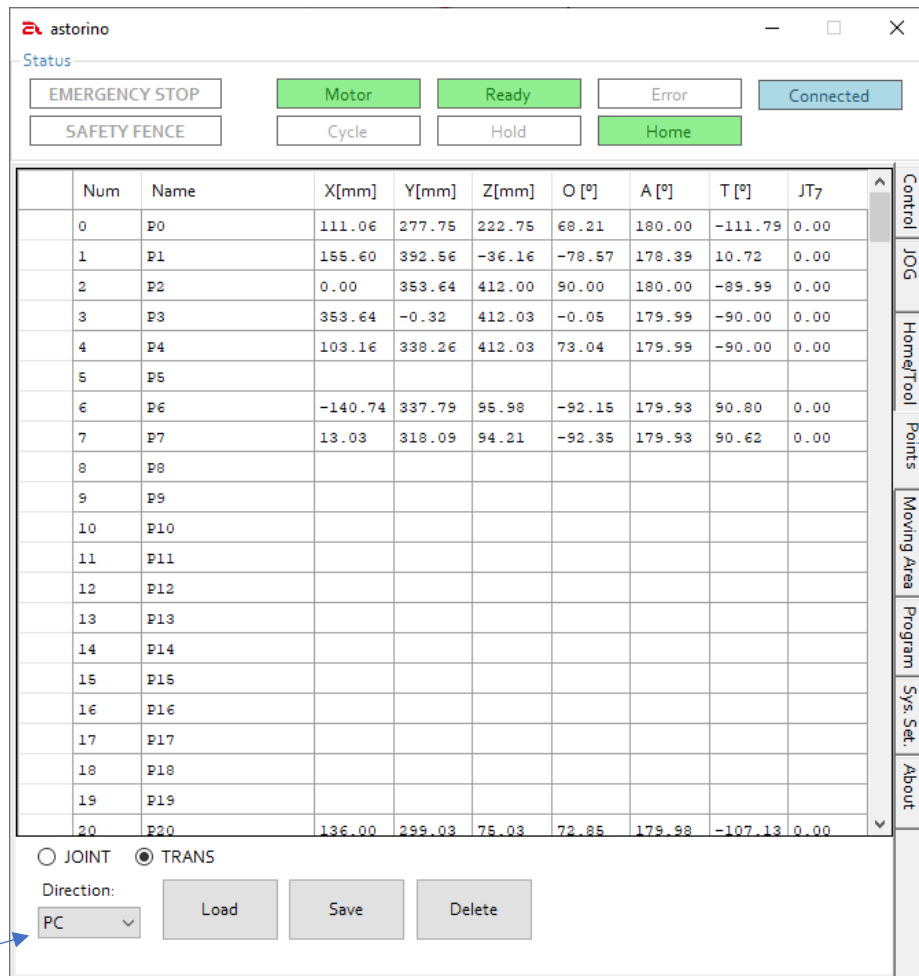 astorino
Status
EMERGENCY STOP Motor Ready Error Connected
SAFETY FENCE Cycle Hold Home
Num Name X[mm] Y[mm] Z[mm] O [º] A [º] T [º] JT7
0 P0 111.06 277.75 222.75 68.21 180.00 -111.79 0.00
1 P1 155.60 392.56 -36.16 -78.57 178.39 10.72 0.00
2 P2 0.00 353.64 412.00 90.00 180.00 -89.99 0.00
3 P3 353.64 -0.32 412.03 -0.05 179.99 -90.00 0.00
4 P4 103.16 338.26 412.03 73.04 179.99 -90.00 0.00
5 P5
6 P6 -140.74 337.79 95.98 -92.15 179.93 90.80 0.00
7 P7 13.03 318.09 94.21 -92.35 179.93 90.62 0.00
8 P8
9 P9
10 P10
11 P11
12 P12
13 P13
14 P14
15 P15
16 P16
17 P17
18 P18
19 P19
20 P20 136.00 299.03 75.03 72.85 179.98 -107.13 0.00
Control
JOG
Home/Tool
Points
Moving Area
Program
Sys. Set.
About
JOINT TRANS
Direction:
PC Load Save Delete